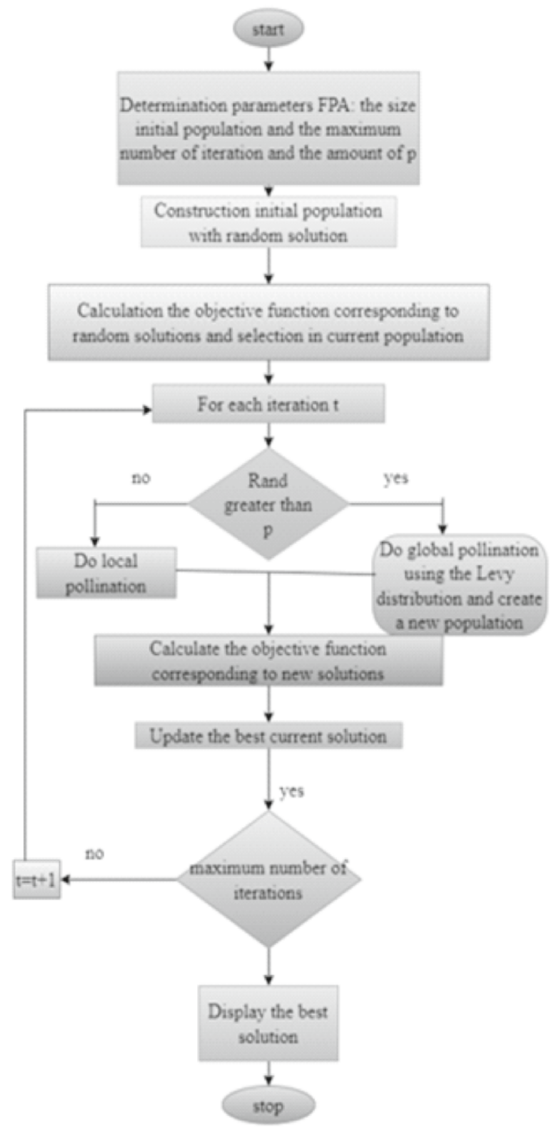 start
Determination parameters FPA: the size
initial population and the maximum
number of iteration and the amount of p
Construction initial population
with random solution
Calculation the objective function corresponding to
random solutions and selection in current population
For each iteration t
no
Rand
greater than
p
yes
Do local
pollination
Do global pollination
using the Levy
distribution and create
a new population
Calculate the objective function
corresponding to new solutions
Update the best current solution
yes
no
t=t+1
maximum number of
iterations
Display the best
solution
stop